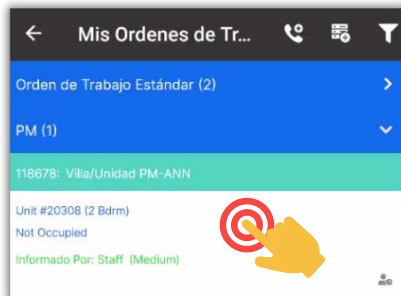 Mis Ordenes de Tr...
Orden de Trabajo Estándar (2)
PM (1)
118678: Villa/Unidad PM-ANN
Unit #20308 (2 Bdrm)
Not Occupied
Informado Por: Staff (Medium)